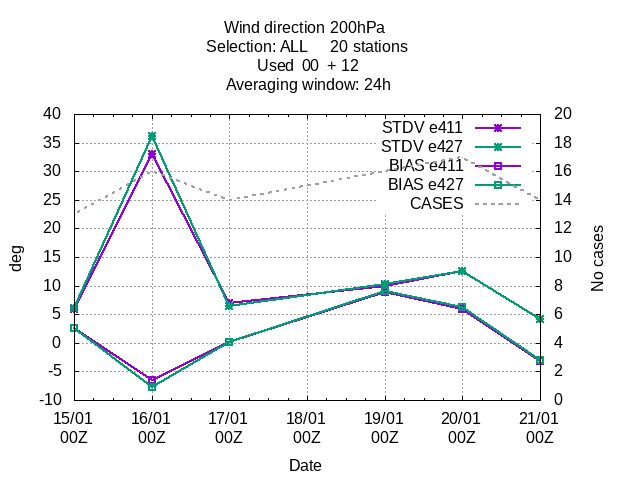 Wind direction 200hPa
Selection: ALL     20 stations
Used  00  + 12
Averaging window: 24h
40 20
35 18
30 16
25 14
20 12
15 10
10 8
5 6
0 4
-5 2
-10 0
STDV e411
STDV e427
BIAS e411
BIAS e427
CASES
deg
No cases
15/01 16/01 17/01 18/01 19/01 20/01 21/01
00Z 00Z 00Z 00Z 00Z 00Z 00Z
Date